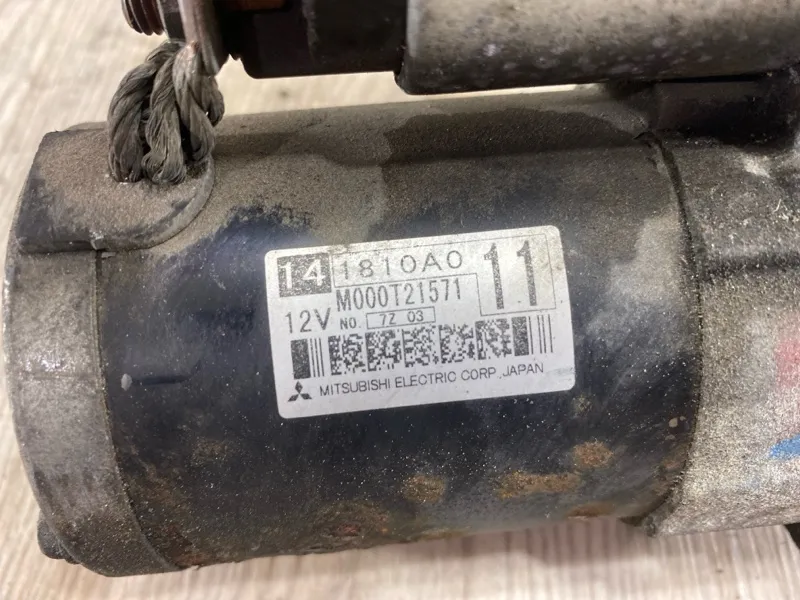 14 1810A0 11
M000T21571
12V NO. 7Z 03
MITSUBISHI ELECTRIC CORP. JAPAN